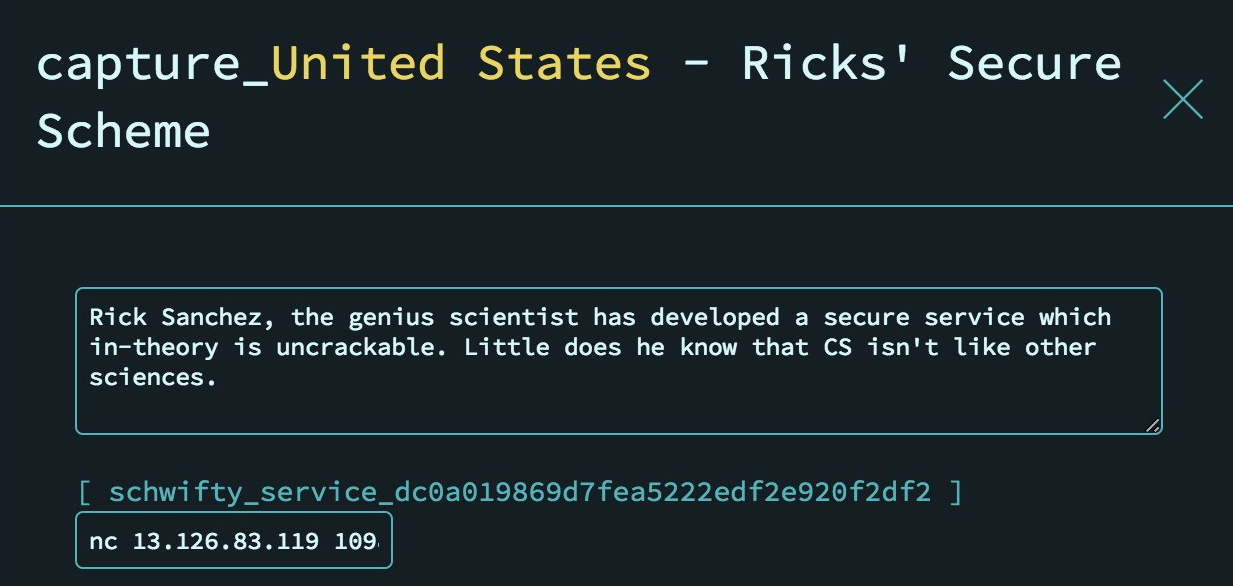 capture_United States - Ricks' Secure
Scheme
Rick Sanchez, the genius scientist has developed a secure service which
in-theory is uncrackable. Little does he know that CS isn't like other
sciences.
[ schwifty_service_dc0a019869d7fea5222edf2e920f2df2 ]
nc 13.126.83.119 109